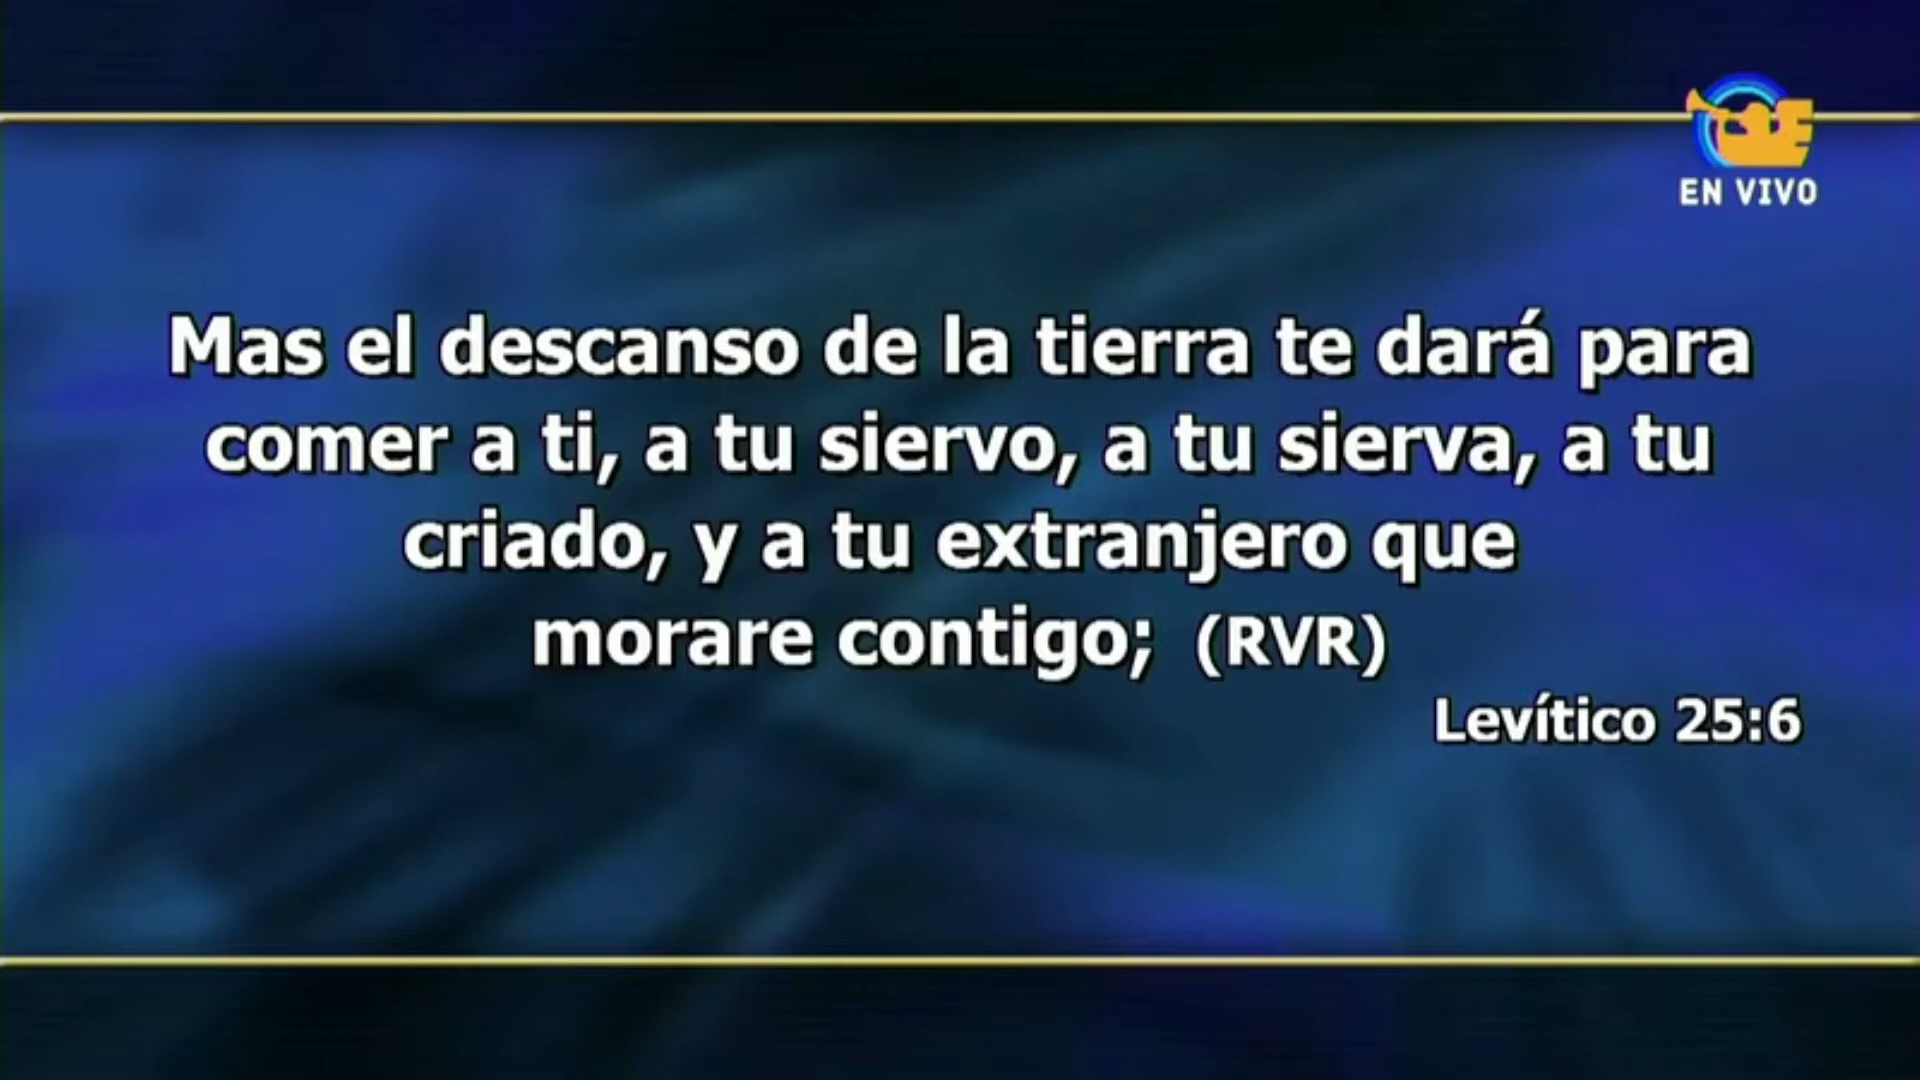 EN VIVO
Mas el descanso de la tierra te dará para
comer a ti, a tu siervo, a tu sierva, a tu
criado, y a tu extranjero que
morare contigo; (RVR)
Levítico 25:6